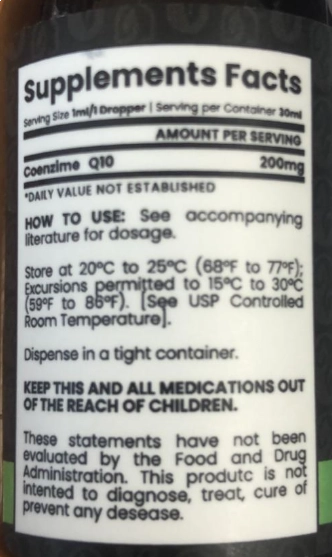 Supplements Facts
Serving Size 1ml/1 Dropper | Serving per Container 30ml
AMOUNT PER SERVING
Coenzime Q10 200mg
*DAILY VALUE NOT ESTABLISHED
HOW TO USE: See accompanying
literature for dosage.
Store at 20°C to 25°C (68°F to 77°F);
Excursions permitted to 15°C to 30°C
(59°F to 86°F). [See USP Controlled
Room Temperature].
Dispense in a tight container.
KEEP THIS AND ALL MEDICATIONS OUT
OF THE REACH OF CHILDREN.
These statements have not been
evaluated by the Food and Drug
Administration. This produtc is not
intented to diagnose, treat, cure of
prevent any desease.